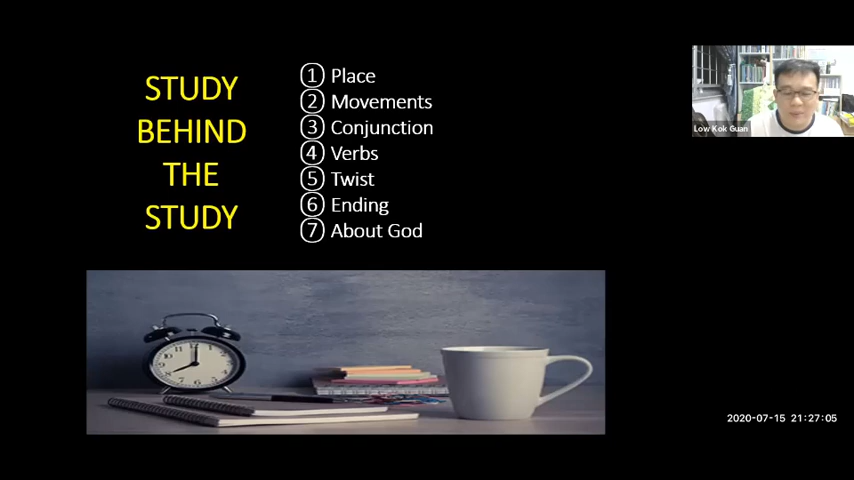 STUDY
BEHIND
THE
STUDY
① Place
② Movements
③ Conjunction
④ Verbs
⑤ Twist
⑥ Ending
⑦ About God
Low Kok Guan
2020-07-15 21:27:05